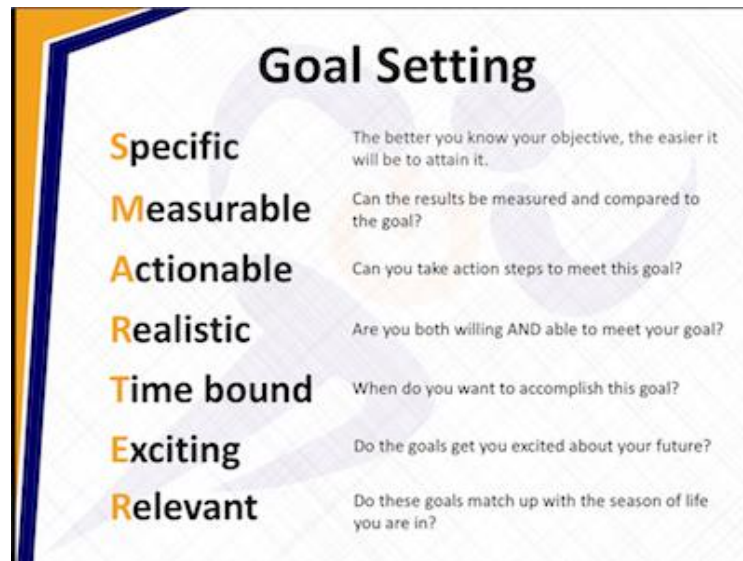 Goal Setting
Specific
The better you know your objective, the easier it
will be to attain it.
Measurable
Can the results be measured and compared to
the goal?
Actionable
Can you take action steps to meet this goal?
Realistic
Are you both willing AND able to meet your goal?
Time bound
When do you want to accomplish this goal?
Exciting
Do the goals get you excited about your future?
Relevant
Do these goals match up with the season of life
you are in?